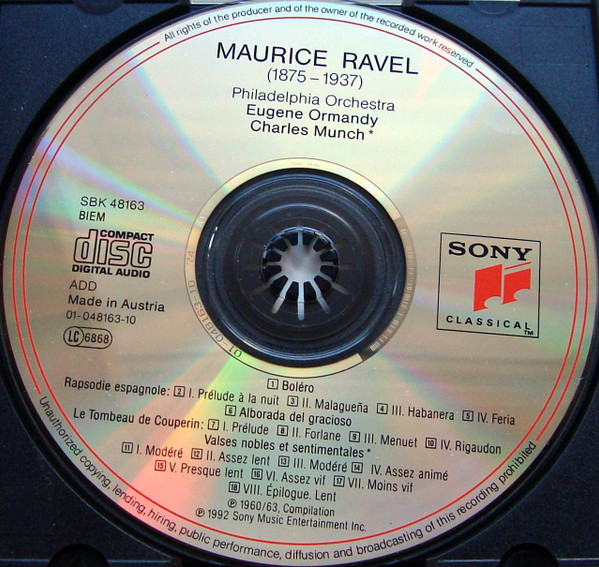 All rights of the producer and of the owner of the recorded work reserved
MAURICE RAVEL
(1875–1937)
Philadelphia Orchestra
Eugene Ormandy
Charles Munch*
SBK 48163
BIEM
COMPACT
disc
DIGITAL AUDIO
ADD
Made in Austria
01-048163-10
LC 6868
SONY
CLASSICAL
TM
1 Boléro
Rapsodie espagnole: 2 I. Prélude à la nuit 3 II. Malagueña 4 III. Habanera 5 IV. Feria
6 Alborada del gracioso
Le Tombeau de Couperin: 7 I. Prélude 8 II. Forlane 9 III. Menuet 10 IV. Rigaudon
Valses nobles et sentimentales*
11 I. Modéré 12 II. Assez lent 13 III. Modéré 14 IV. Assez animé
15 V. Presque lent 16 VI. Assez vif 17 VII. Moins vif
18 VIII. Épilogue. Lent
℗ 1960/63, Compilation
℗ 1992 Sony Music Entertainment Inc.
Unauthorized copying, lending, hiring, public performance, diffusion and broadcasting of this recording prohibited